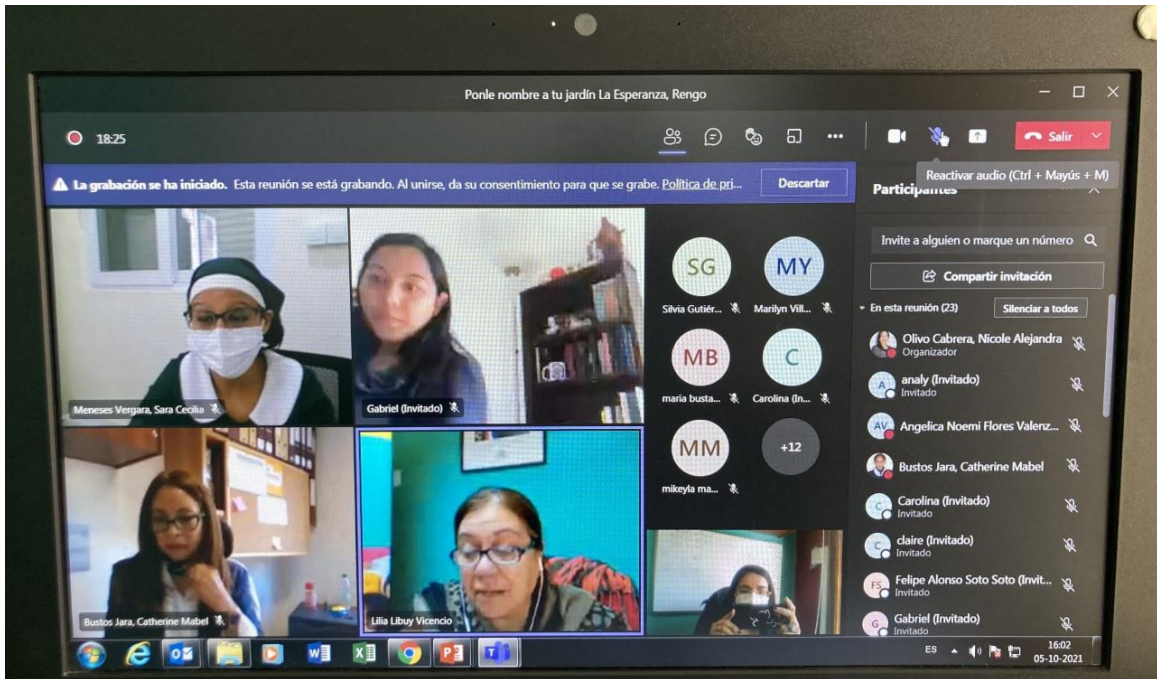 Ponle nombre a tu jardín La Esperanza, Rengo
18:25
Salir
La grabación se ha iniciado. Esta reunión se está grabando. Al unirse, da su consentimiento para que se grabe. Política de pri...
Descartar
Reactivar audio (Ctrl + Mayús + M)
Participantes
Invite a alguien o marque un número
Compartir invitación
En esta reunión (23)
Silenciar a todos
Olivo Cabrera, Nicole Alejandra
Organizador
A
analy (Invitado)
Invitado
AV
Angelica Noemi Flores Valenz...
Bustos Jara, Catherine Mabel
C
Carolina (Invitado)
Invitado
C
claire (Invitado)
Invitado
FS
Felipe Alonso Soto Soto (Invit...
Invitado
G
Gabriel (Invitado)
Invitado
Meneses Vergara, Sara Cecilia
Gabriel (Invitado)
Bustos Jara, Catherine Mabel
Lilia Libuy Vicencio
SG
Silvia Gutiér...
MY
Marilyn Vill...
MB
maria busta...
C
Carolina (In...
MM
mikeyla ma...
+12
ES
16:02
05-10-2021